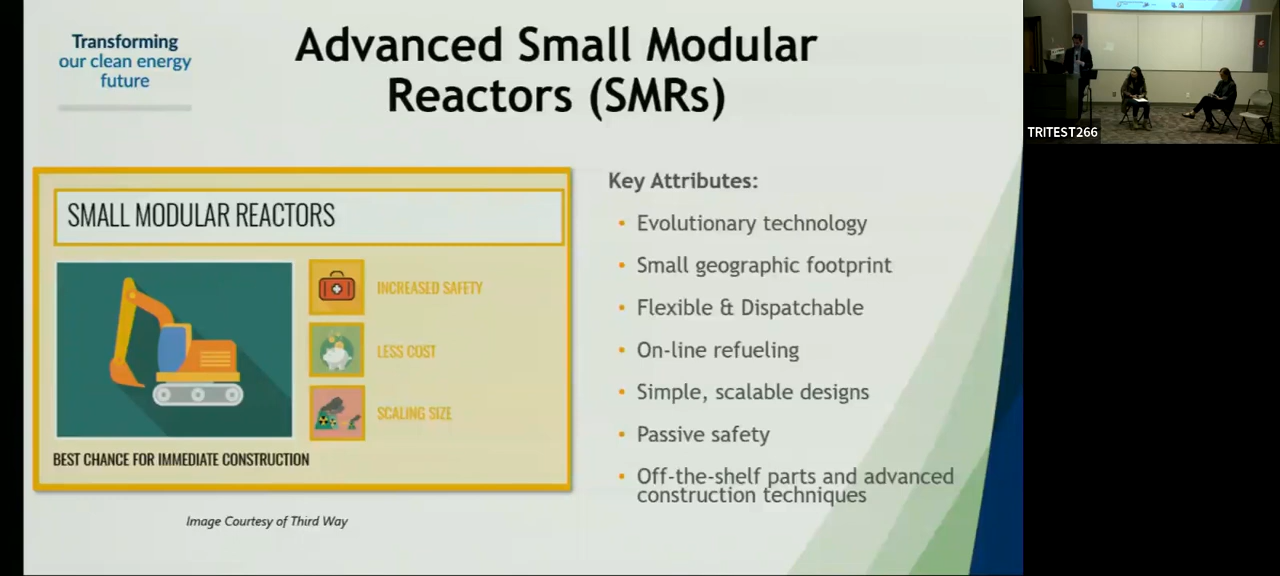 Transforming
our clean energy
future
Advanced Small Modular
Reactors (SMRs)
SMALL MODULAR REACTORS
INCREASED SAFETY
LESS COST
SCALING SIZE
BEST CHANCE FOR IMMEDIATE CONSTRUCTION
Image Courtesy of Third Way
Key Attributes:
• Evolutionary technology
• Small geographic footprint
• Flexible & Dispatchable
• On-line refueling
• Simple, scalable designs
• Passive safety
• Off-the-shelf parts and advanced
construction techniques
TRITEST266